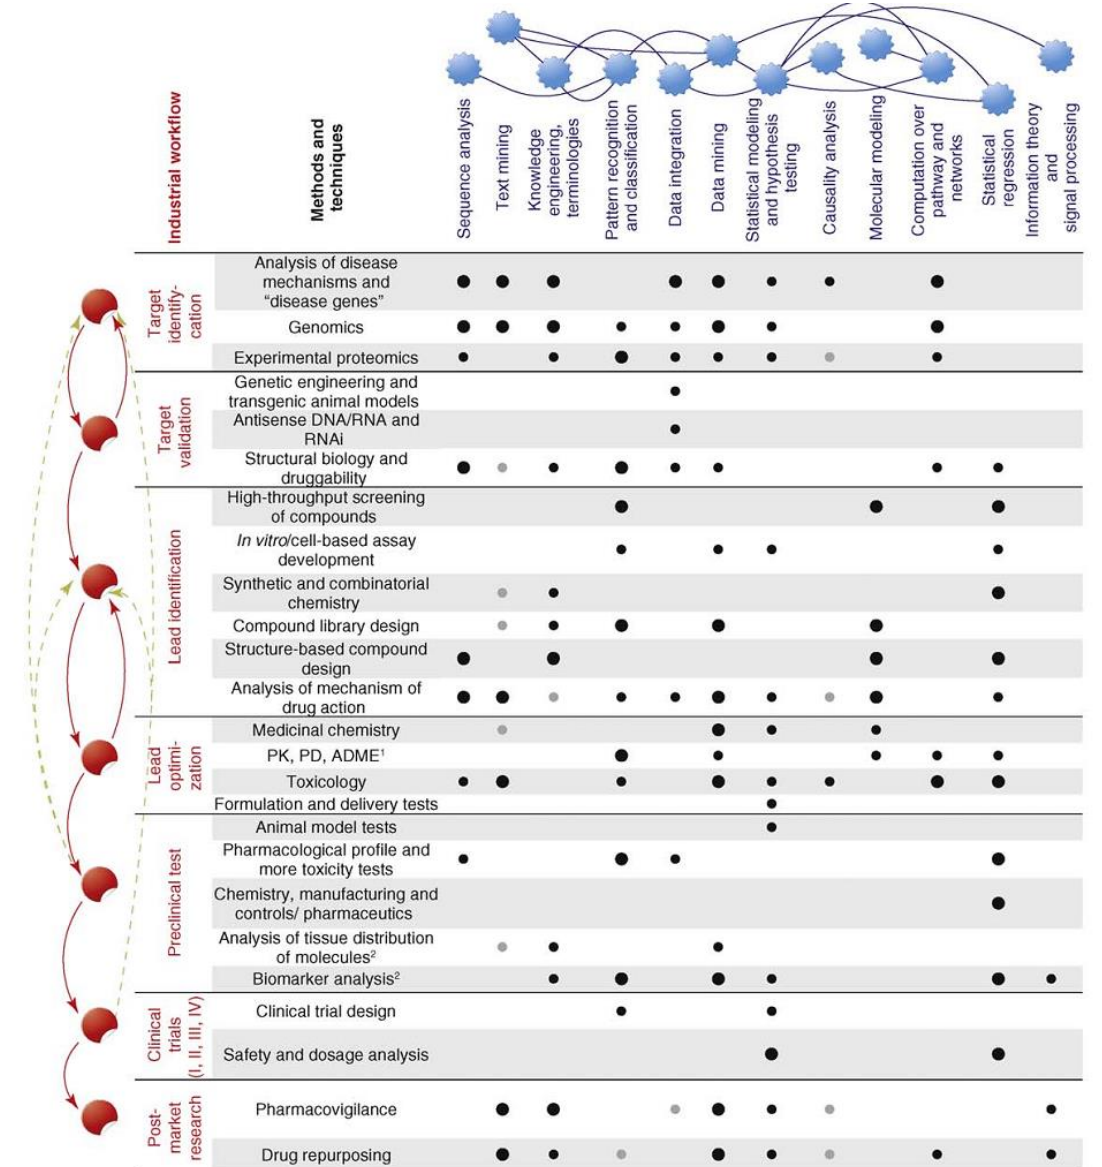 Industrial workflow
Methods and
techniques
Sequence analysis
Text mining
Knowledge
engineering,
terminologies
Pattern recognition
and classification
Data integration
Data mining
Statistical modeling
and hypothesis
testing
Causality analysis
Molecular modeling
Computation over
pathway and
networks
Statistical
regression
Information theory
and
signal processing
Target
identify-
cation
Analysis of disease
mechanisms and
“disease genes”
Genomics
Experimental proteomics
Target
validation
Genetic engineering and
transgenic animal models
Antisense DNA/RNA and
RNAi
Structural biology and
druggability
Lead identification
High-throughput screening
of compounds
In vitro/cell-based assay
development
Synthetic and combinatorial
chemistry
Compound library design
Structure-based compound
design
Analysis of mechanism of
drug action
Lead
optimi-
zation
Medicinal chemistry
PK, PD, ADME¹
Toxicology
Formulation and delivery tests
Preclinical test
Animal model tests
Pharmacological profile and
more toxicity tests
Chemistry, manufacturing and
controls/ pharmaceutics
Analysis of tissue distribution
of molecules²
Biomarker analysis²
Clinical
trials
(I, II, III, IV)
Clinical trial design
Safety and dosage analysis
Post-
market
research
Pharmacovigilance
Drug repurposing